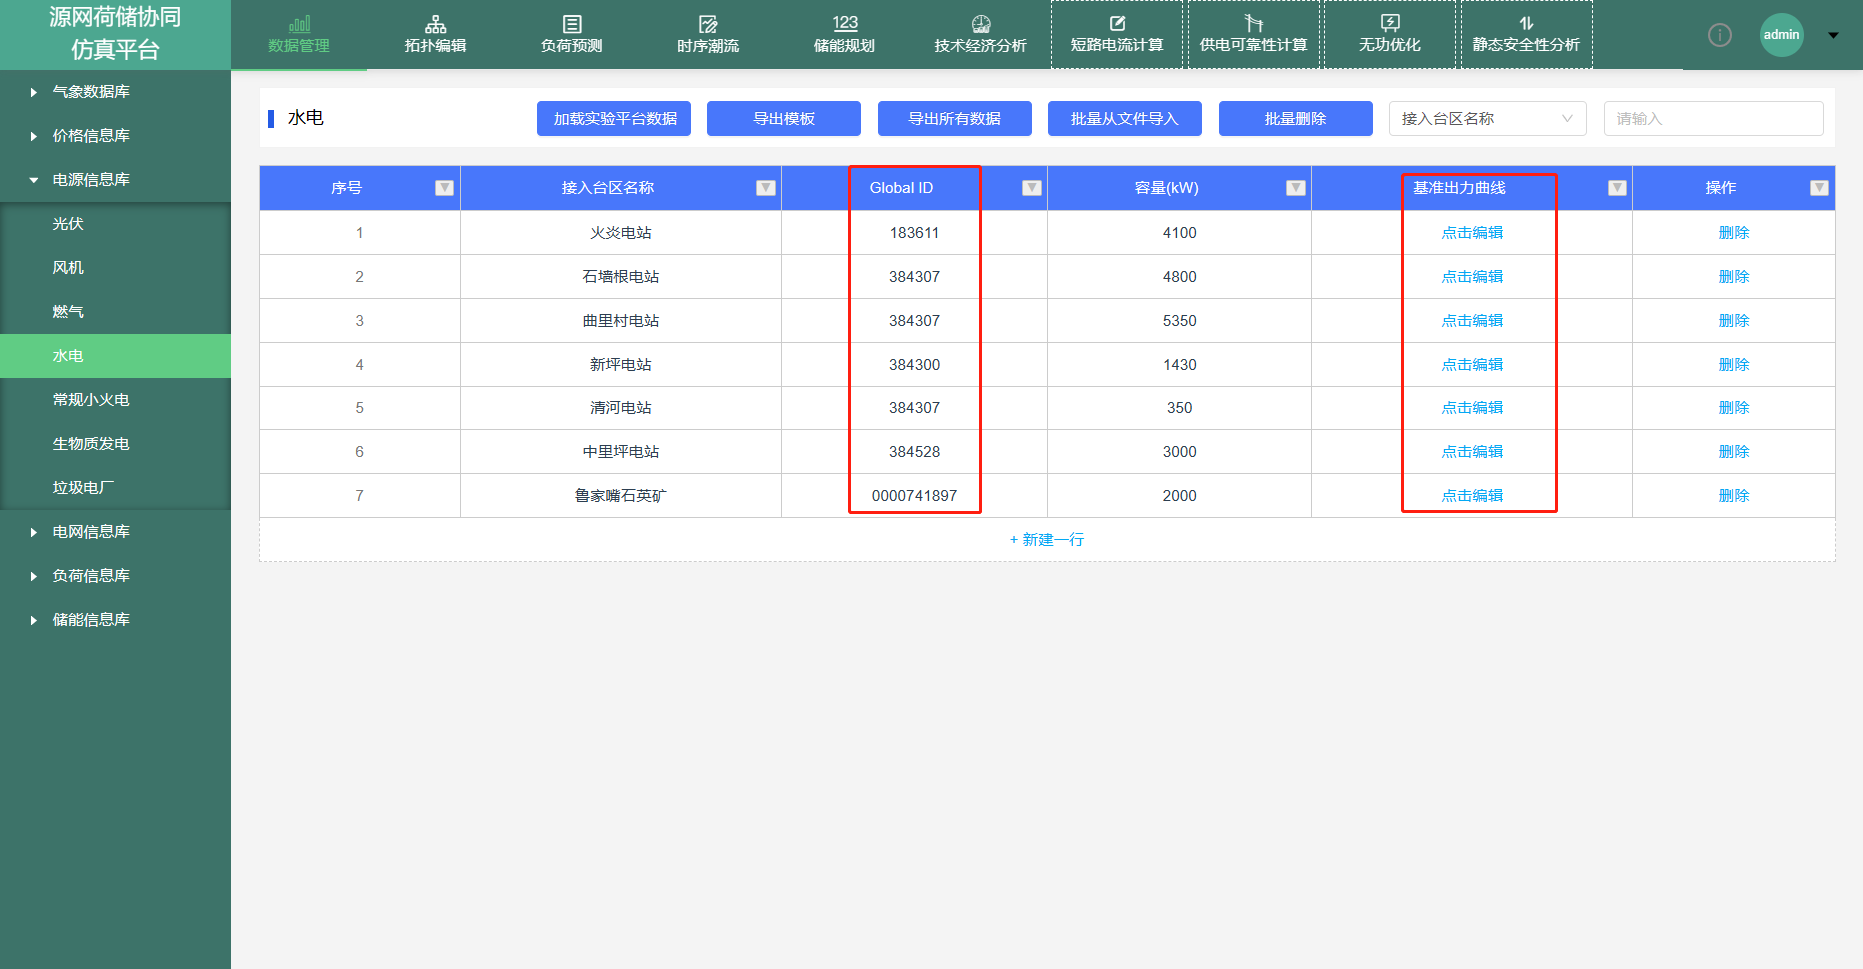 源网荷储协同
仿真平台
数据管理
拓扑编辑
负荷预测
时序潮流
123
储能规划
技术经济分析
短路电流计算
供电可靠性计算
无功优化
静态安全性分析
admin
气象数据库
价格信息库
电源信息库
光伏
风机
燃气
水电
常规小火电
生物质发电
垃圾电厂
电网信息库
负荷信息库
储能信息库
水电
加载实验平台数据
导出模板
导出所有数据
批量从文件导入
批量删除
接入台区名称
请输入
序号 接入台区名称 Global ID 容量(kW) 基准出力曲线 操作
1 火炎电站 183611 4100 点击编辑 删除
2 石墙根电站 384307 4800 点击编辑 删除
3 曲里村电站 384307 5350 点击编辑 删除
4 新坪电站 384300 1430 点击编辑 删除
5 清河电站 384307 350 点击编辑 删除
6 中里坪电站 384528 3000 点击编辑 删除
7 鲁家嘴石英矿 0000741897 2000 点击编辑 删除
+ 新建一行